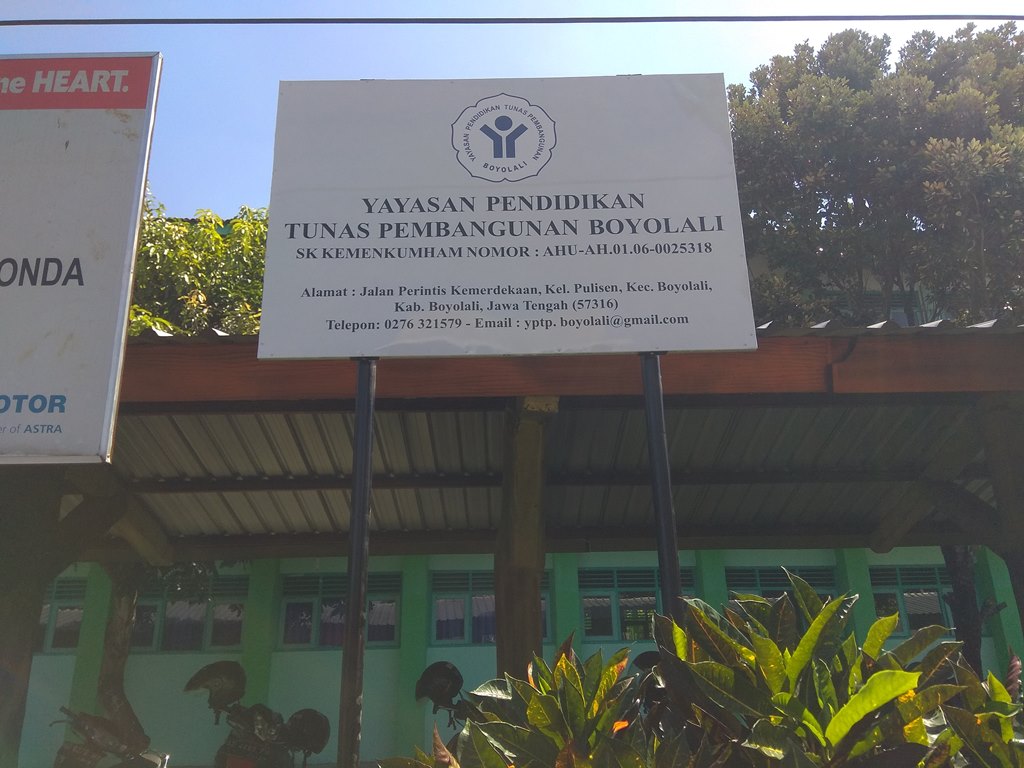 ne HEART.
ONDA
OTOR
er of ASTRA
YAYASAN PENDIDIKAN TUNAS PEMBANGUNAN
BOYOLALI
YAYASAN PENDIDIKAN
TUNAS PEMBANGUNAN BOYOLALI
SK KEMENKUMHAM NOMOR : AHU-AH.01.06-0025318
Alamat : Jalan Perintis Kemerdekaan, Kel. Pulisen, Kec. Boyolali,
Kab. Boyolali, Jawa Tengah (57316)
Telepon: 0276 321579 - Email : yptp. boyolali@gmail.com